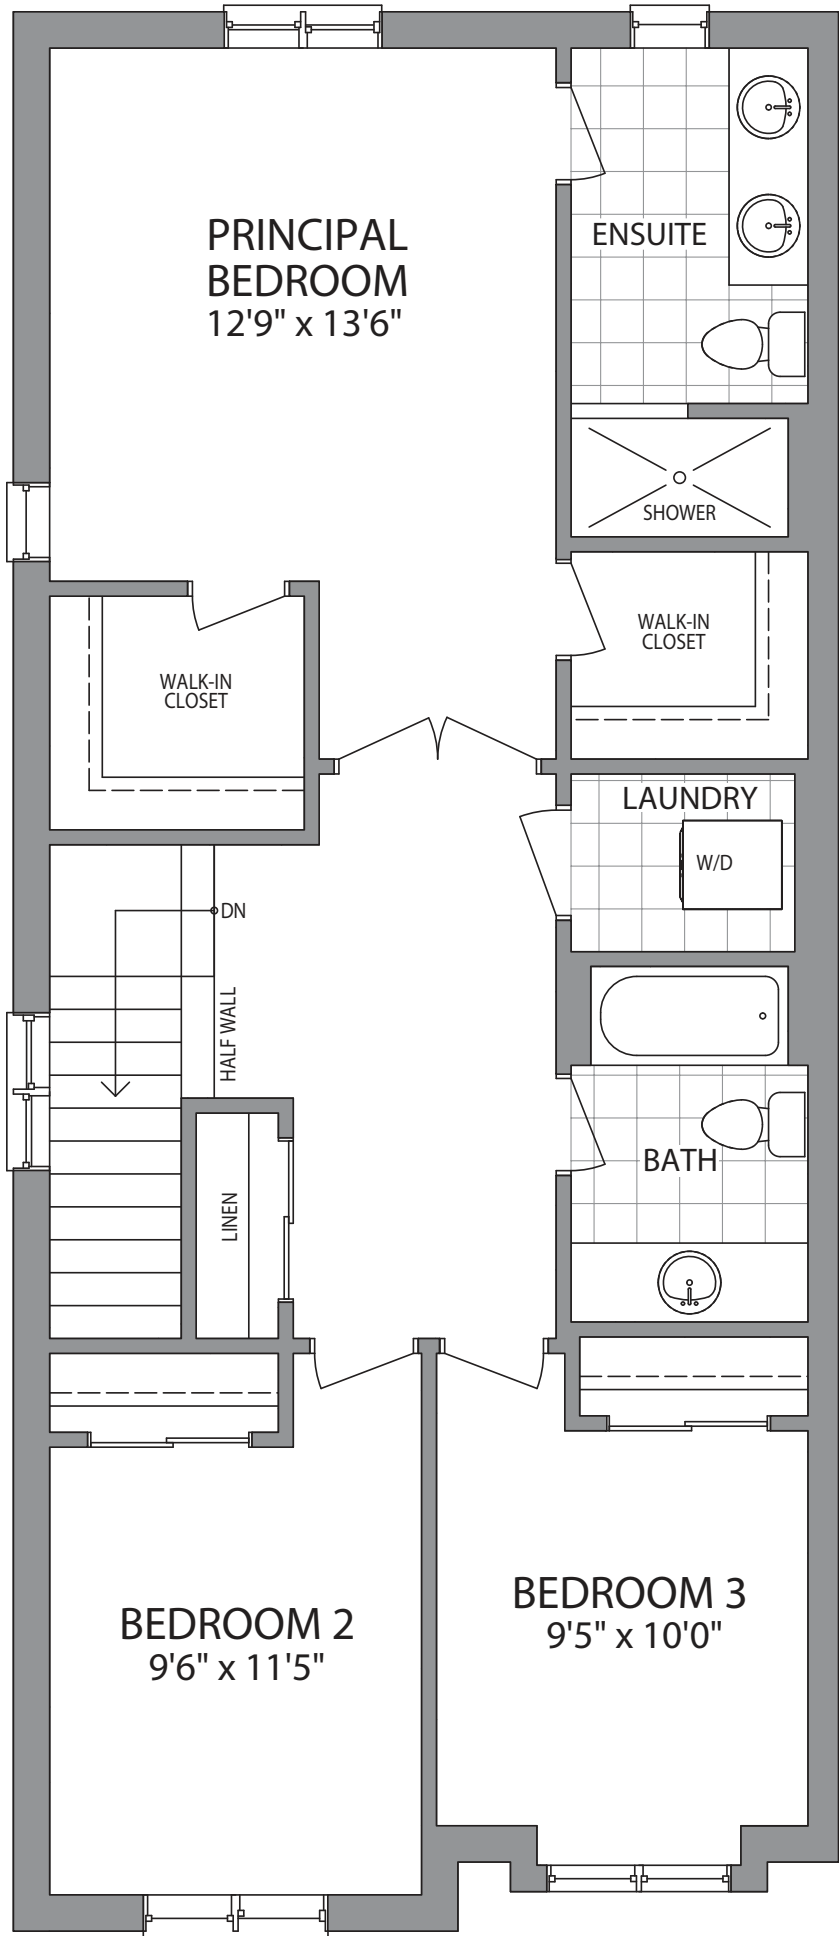 PRINCIPAL
BEDROOM
12'9" x 13'6"
ENSUITE
SHOWER
WALK-IN
CLOSET
WALK-IN
CLOSET
LAUNDRY
W/D
DN
HALF WALL
LINEN
BATH
BEDROOM 2
9'6" x 11'5"
BEDROOM 3
9'5" x 10'0"